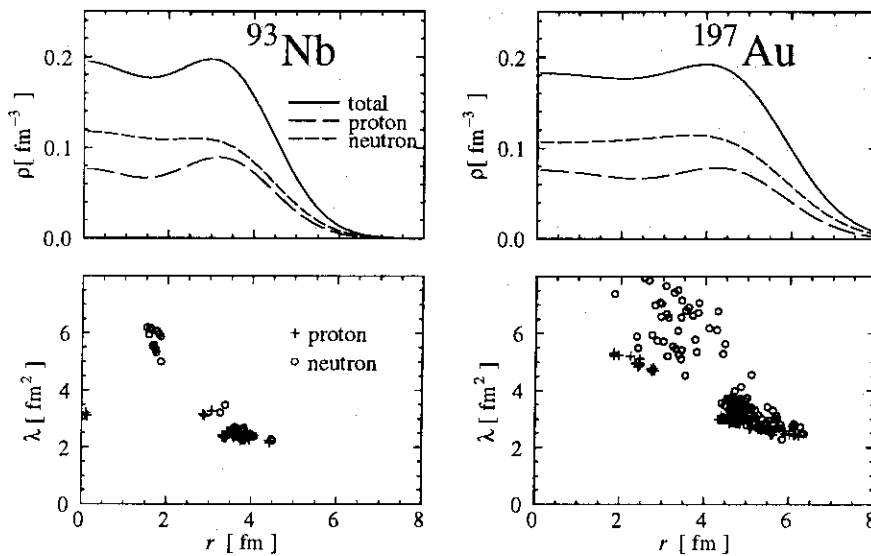 93Nb
197Au
0.2
0.1
0.0
ρ[ fm-3 ]
total
proton
neutron
0.2
0.1
0.0
ρ[ fm-3 ]
6
4
2
0
λ [ fm2 ]
+ proton
o neutron
0 2 4 6 8
r [ fm ]
6
4
2
0
λ [ fm2 ]
0 2 4 6 8
r [ fm ]